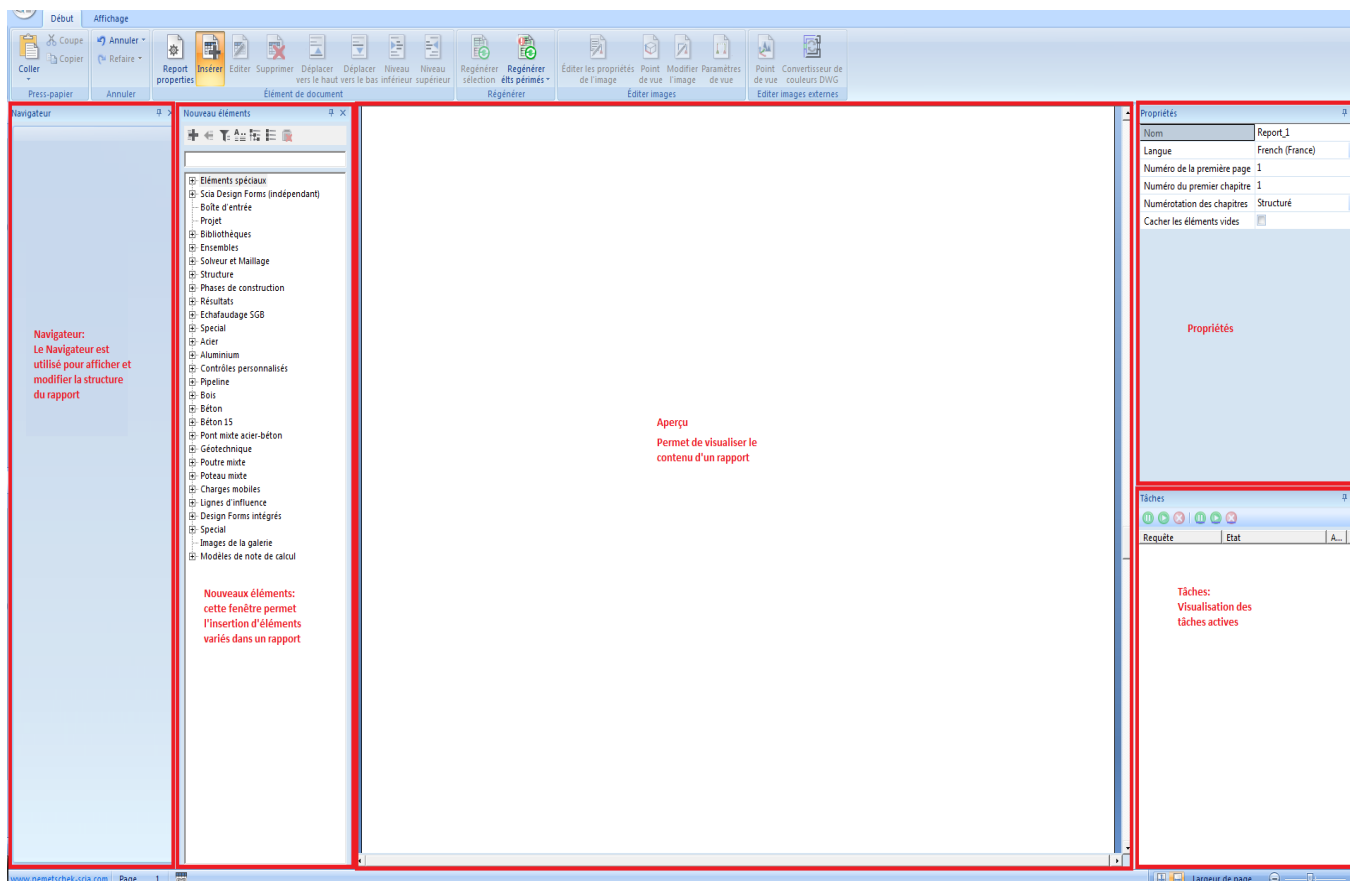 Début Affichage
Coller
Coupe
Copier
Press-papier
Annuler
Refaire
Annuler
Report properties
Insérer
Editer
Supprimer
Déplacer vers le haut
Déplacer vers le bas
Niveau inférieur
Niveau supérieur
Élément de document
Regénérer sélection
Regénérer élts périmés
Régénérer
Éditer les propriétés de l'image
Point de vue
Modifier l'image
Paramètres de vue
Éditer images
Point de vue
Convertisseur de couleurs DWG
Editer images externes
Navigateur
Navigateur:
Le Navigateur est
utilisé pour afficher et
modifier la structure
du rapport
Nouveau éléments
Eléments spéciaux
Scia Design Forms (indépendant)
Boîte d'entrée
Projet
Bibliothèques
Ensembles
Solveur et Maillage
Structure
Phases de construction
Résultats
Echafaudage SGB
Special
Acier
Aluminium
Contrôles personnalisés
Pipeline
Bois
Béton
Béton 15
Pont mixte acier-béton
Géotechnique
Poutre mixte
Poteau mixte
Charges mobiles
Lignes d'influence
Design Forms intégrés
Special
Images de la galerie
Modèles de note de calcul
Nouveaux éléments:
cette fenêtre permet
l'insertion d'éléments
variés dans un rapport
Aperçu
Permet de visualiser le
contenu d'un rapport
Propriétés
Nom Report_1
Langue French (France)
Numéro de la première page 1
Numéro du premier chapitre 1
Numérotation des chapitres Structuré
Cacher les éléments vides
Propriétés
Tâches
Requête Etat A...
Tâches:
Visualisation des
tâches actives
www.nemetschek-scia.com Page 1
Largeur de page